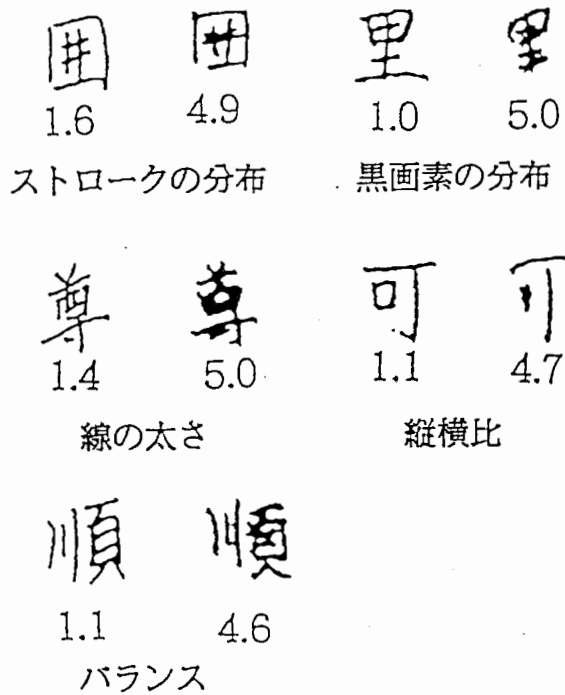 囲 囲 里 里
1.6 4.9 1.0 5.0
ストロークの分布 黒画素の分布
尊 尊 可 可
1.4 5.0 1.1 4.7
線の太さ 縦横比
順 順
1.1 4.6
バランス